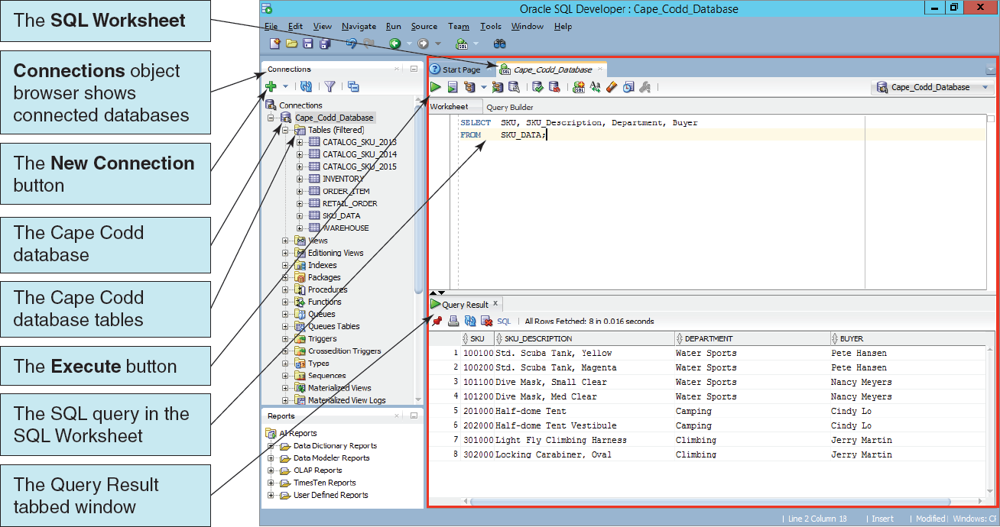 The SQL Worksheet
Connections object
browser shows
connected databases
The New Connection
button
The Cape Codd
database
The Cape Codd
database tables
The Execute button
The SQL query in the
SQL Worksheet
The Query Result
tabbed window
Oracle SQL Developer : Cape_Codd_Database
File Edit View Navigate Run Source Team Tools Window Help
Connections
Connections
Cape_Codd_Database
Tables (Filtered)
CATALOG_SKU_2013
CATALOG_SKU_2014
CATALOG_SKU_2015
INVENTORY
ORDER_ITEM
RETAIL_ORDER
SKU_DATA
WAREHOUSE
Views
Editioning Views
Indexes
Packages
Procedures
Functions
Queues
Queues Tables
Triggers
Crossedition Triggers
Types
Sequences
Materialized Views
Materialized View Logs
Reports
All Reports
Data Dictionary Reports
Data Modeler Reports
OLAP Reports
TimesTen Reports
User Defined Reports
Start Page Cape_Codd_Database
Cape_Codd_Database
Worksheet Query Builder
SELECT SKU, SKU_Description, Department, Buyer
FROM SKU_DATA;
Query Result
SQL | All Rows Fetched: 8 in 0.016 seconds
SKU SKU_DESCRIPTION DEPARTMENT BUYER
1 100100 Std. Scuba Tank, Yellow Water Sports Pete Hansen
2 100200 Std. Scuba Tank, Magenta Water Sports Pete Hansen
3 101100 Dive Mask, Small Clear Water Sports Nancy Meyers
4 101200 Dive Mask, Med Clear Water Sports Nancy Meyers
5 201000 Half-dome Tent Camping Cindy Lo
6 202000 Half-dome Tent Vestibule Camping Cindy Lo
7 301000 Light Fly Climbing Harness Climbing Jerry Martin
8 302000 Locking Carabiner, Oval Climbing Jerry Martin
| Line 2 Column 18 | Insert | Modified | Windows: CF